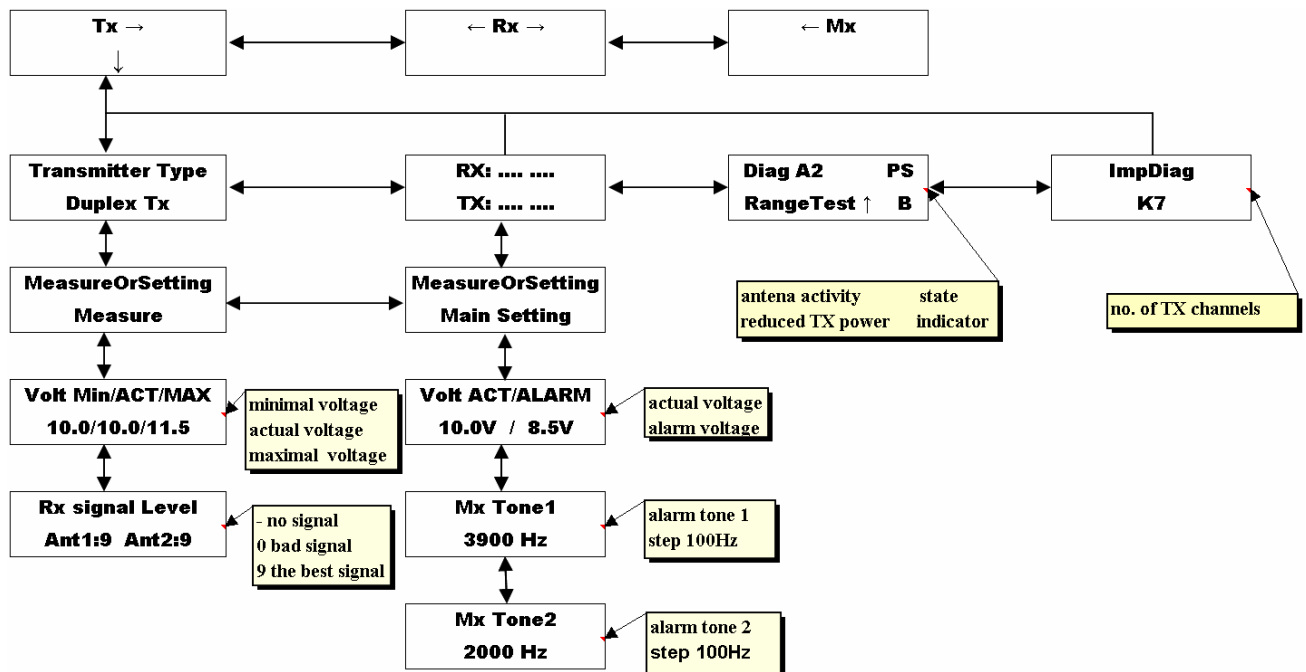 Tx →
↓
← Rx →
← Mx
Transmitter Type
Duplex Tx
RX: .... ....
TX: .... ....
Diag A2 PS
RangeTest ↑ B
ImpDiag
K7
antena activity state
reduced TX power indicator
no. of TX channels
MeasureOrSetting
Measure
MeasureOrSetting
Main Setting
Volt Min/ACT/MAX
10.0/10.0/11.5
minimal voltage
actual voltage
maximal voltage
Volt ACT/ALARM
10.0V / 8.5V
actual voltage
alarm voltage
Rx signal Level
Ant1:9 Ant2:9
- no signal
0 bad signal
9 the best signal
Mx Tone1
3900 Hz
alarm tone 1
step 100Hz
Mx Tone2
2000 Hz
alarm tone 2
step 100Hz